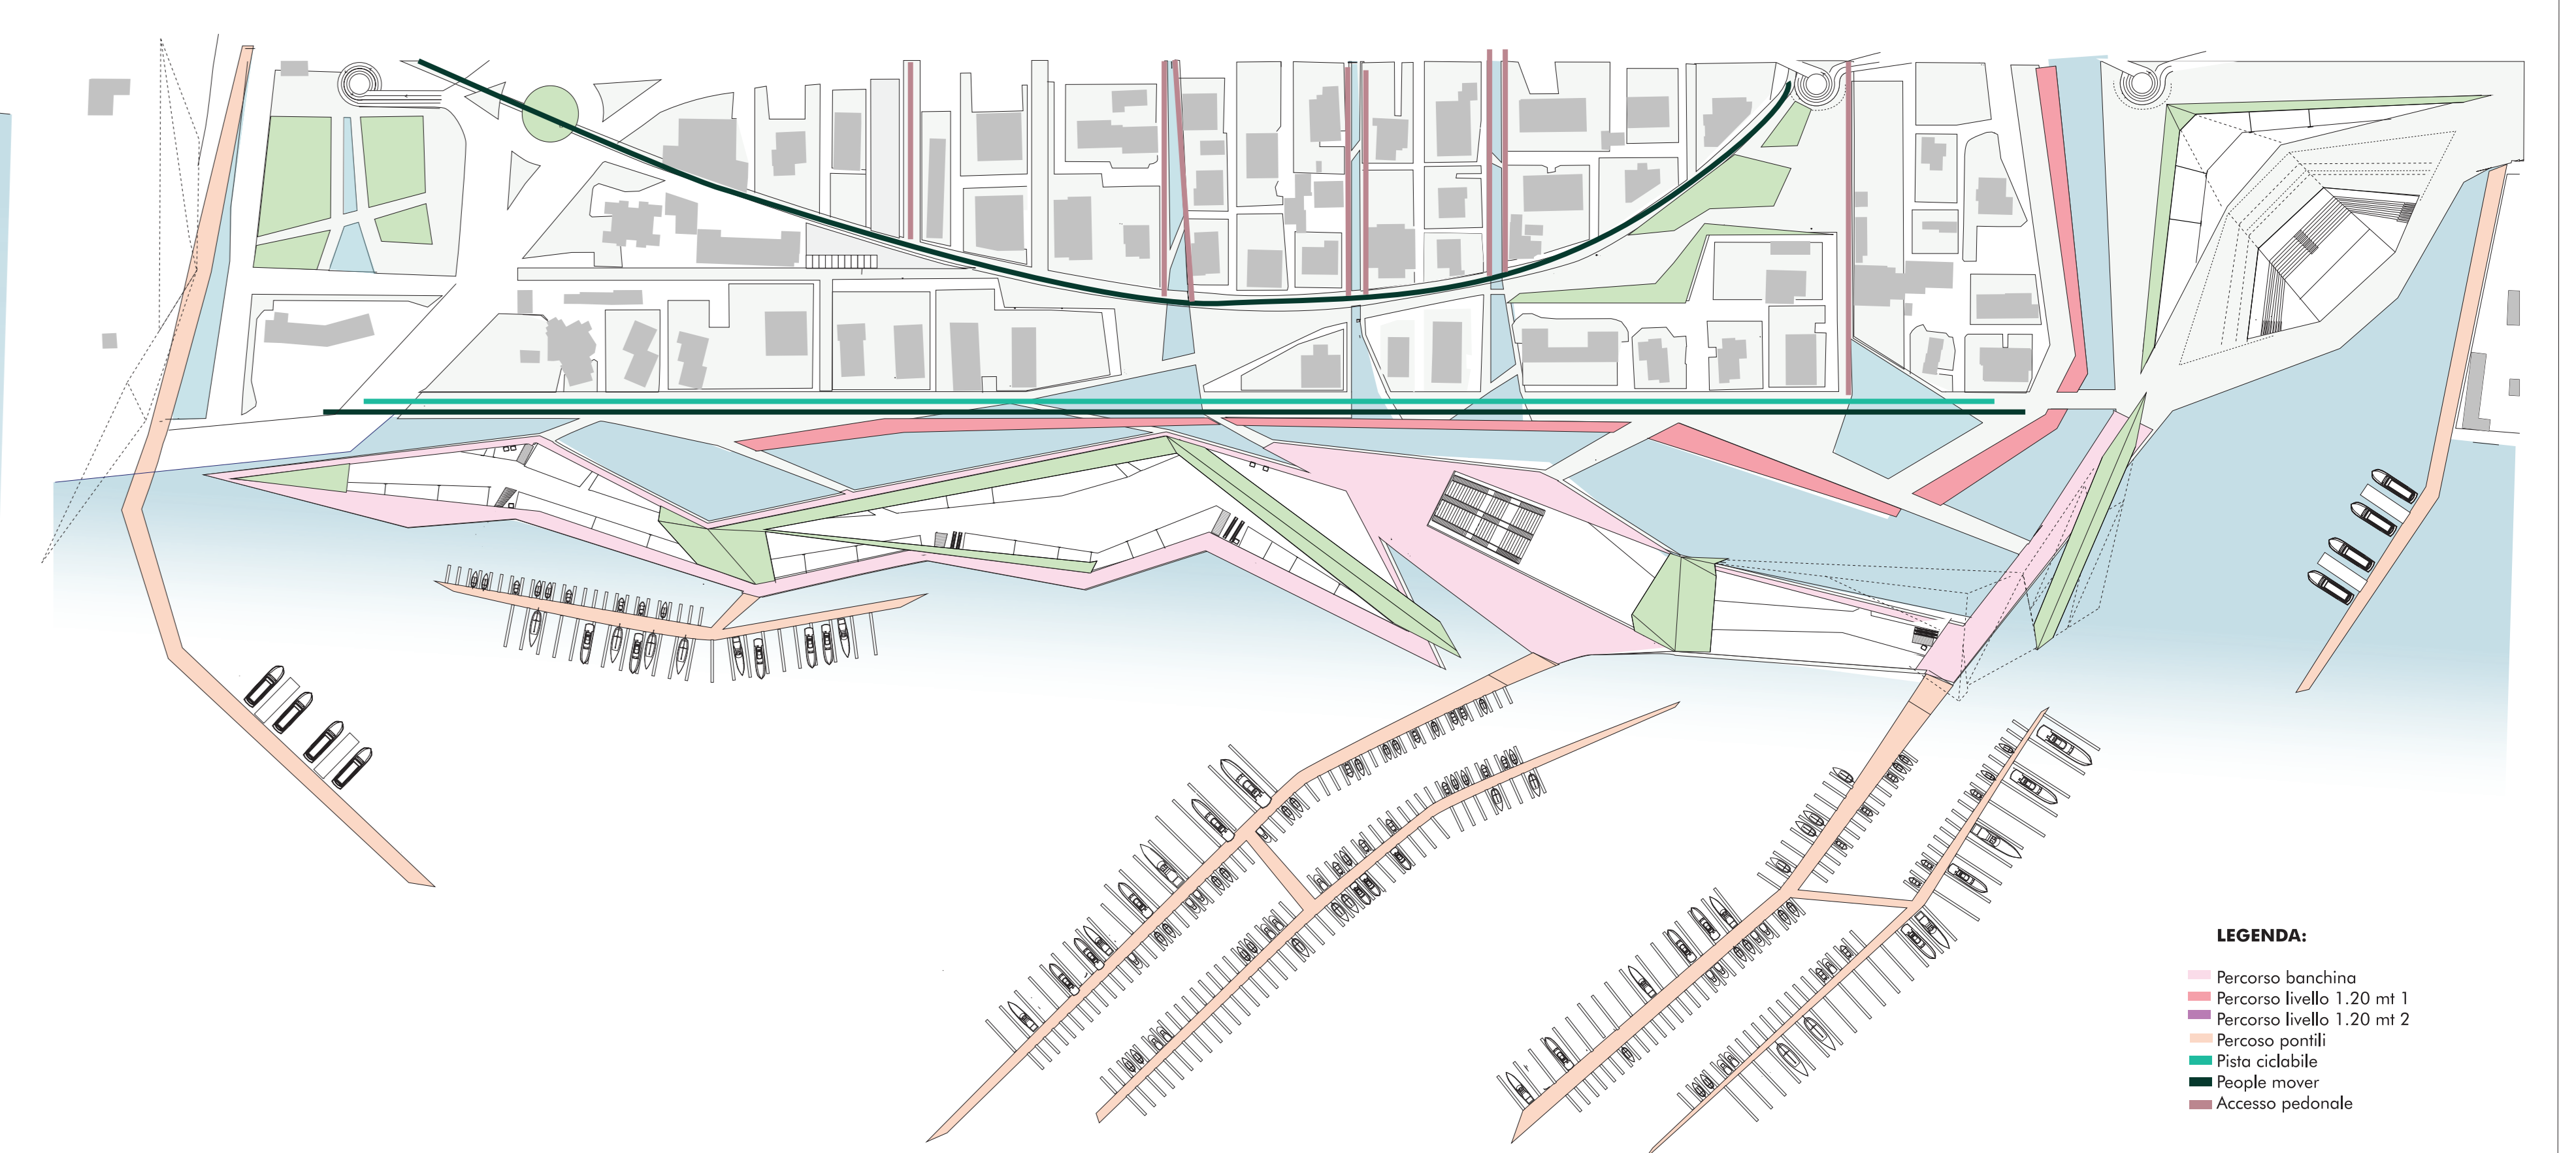 LEGENDA:
Percorso banchina
Percorso livello 1.20 mt 1
Percorso livello 1.20 mt 2
Percoso pontili
Pista ciclabile
People mover
Accesso pedonale